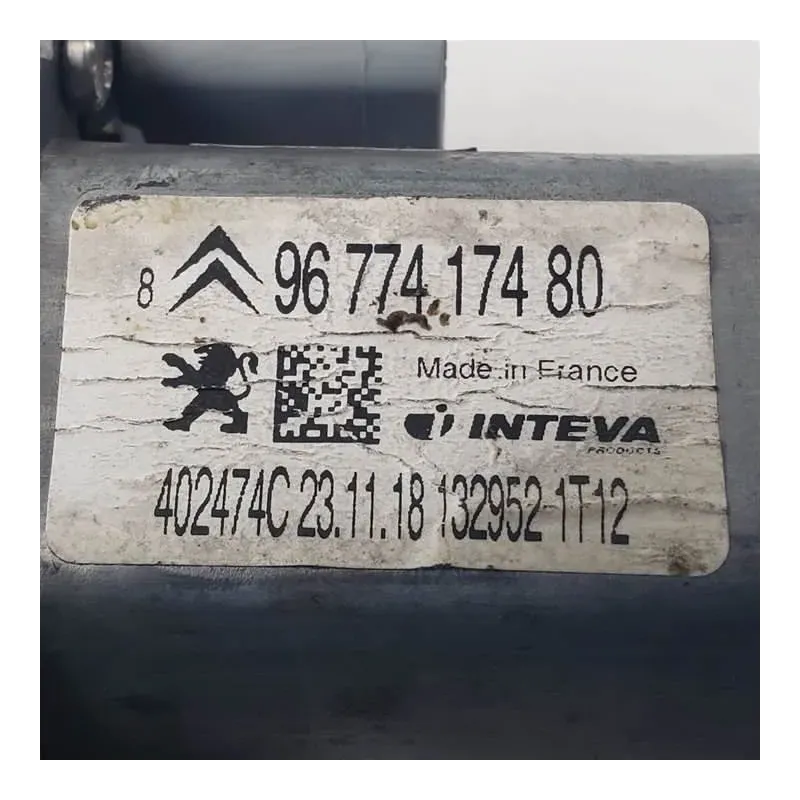 8 96 774 174 80
Made in France
INTEVA
PRODUCTS
402474C 23.11.18 132952 1T12